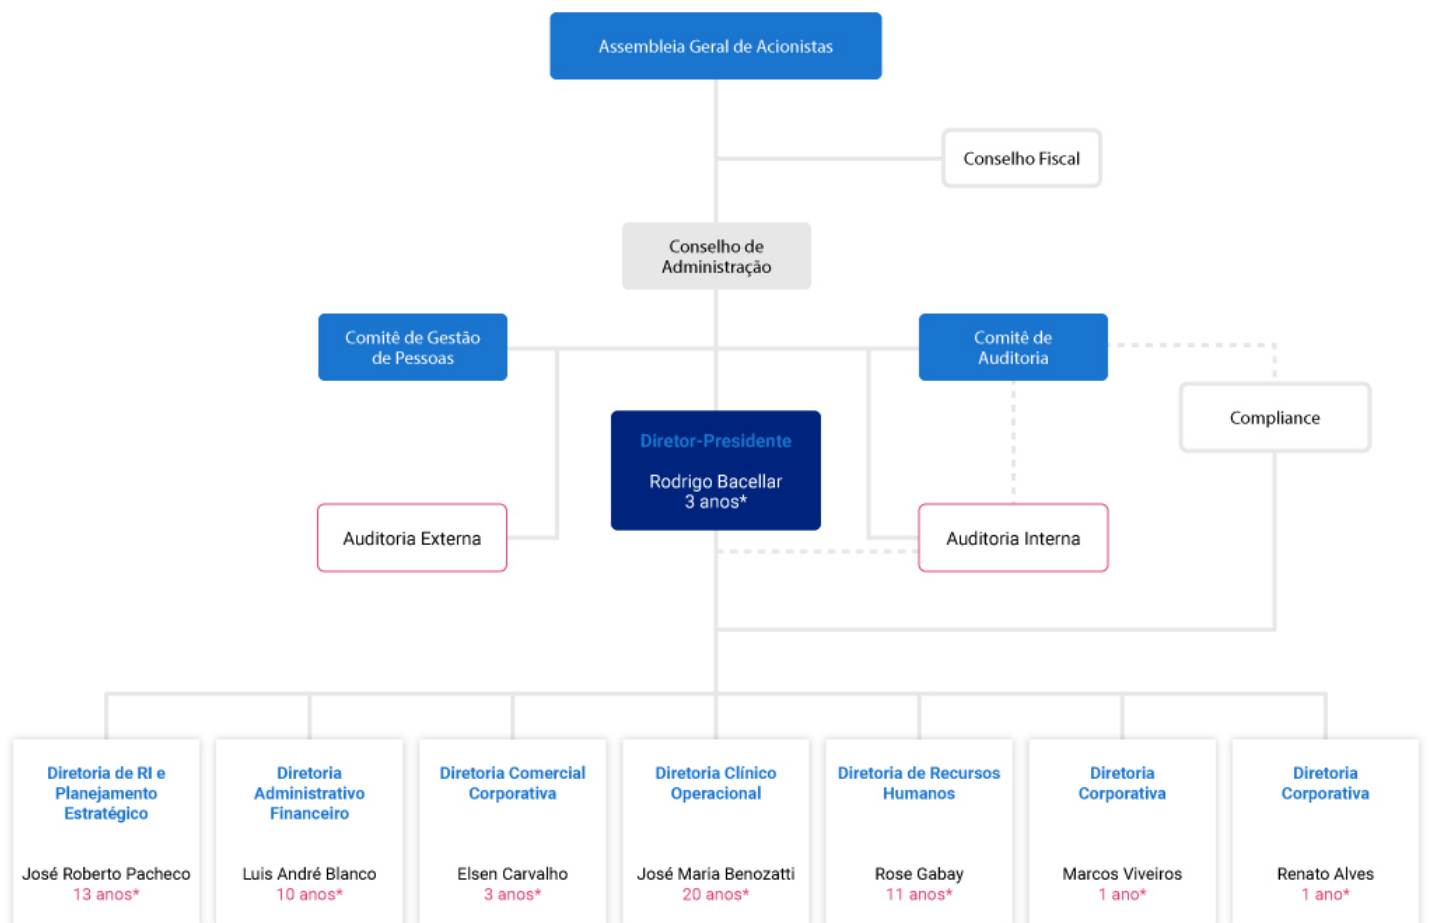 Assembleia Geral de Acionistas
Conselho Fiscal
Conselho de
Administração
Comitê de Gestão
de Pessoas
Comitê de
Auditoria
Compliance
Diretor-Presidente
Rodrigo Bacellar
3 anos*
Auditoria Externa
Auditoria Interna
Diretoria de RI e
Planejamento
Estratégico
José Roberto Pacheco
13 anos*
Diretoria
Administrativo
Financeiro
Luis André Blanco
10 anos*
Diretoria Comercial
Corporativa
Elsen Carvalho
3 anos*
Diretoria Clínico
Operacional
José Maria Benozatti
20 anos*
Diretoria de Recursos
Humanos
Rose Gabay
11 anos*
Diretoria
Corporativa
Marcos Viveiros
1 ano*
Diretoria
Corporativa
Renato Alves
1 ano*